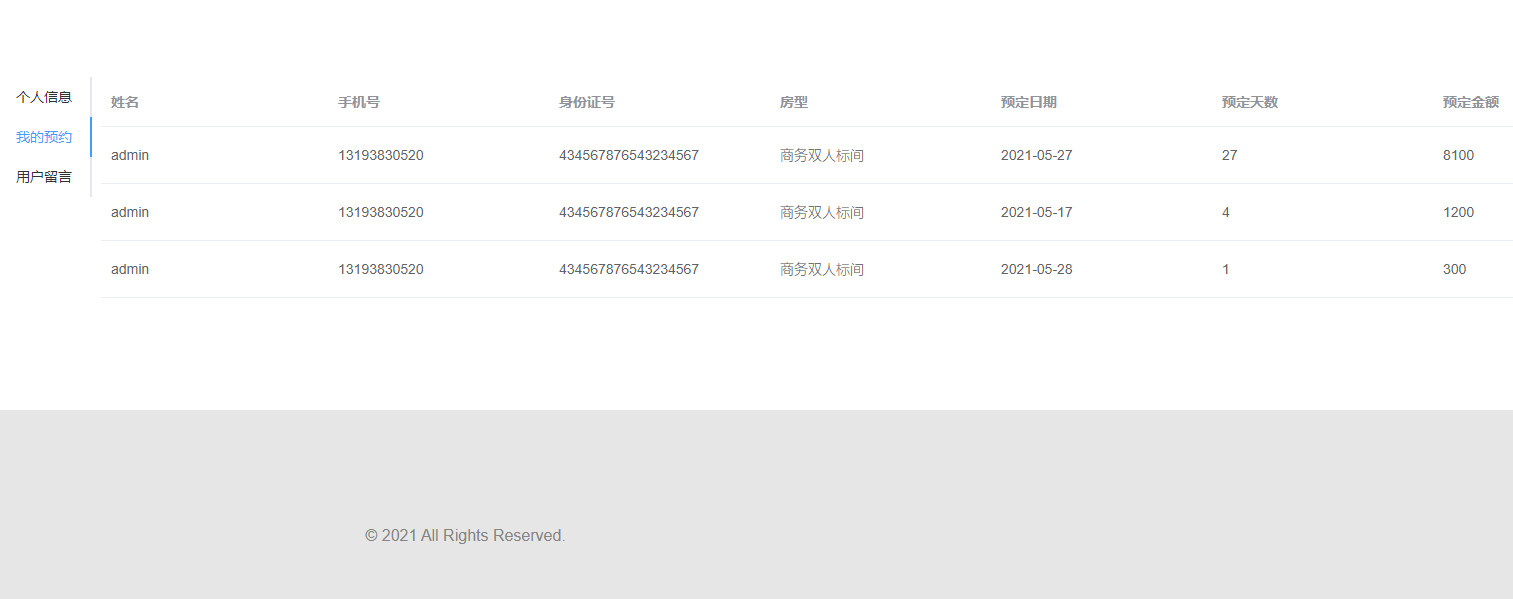 个人信息
我的预约
用户留言
姓名 手机号 身份证号 房型 预定日期 预定天数 预定金额
admin 13193830520 434567876543234567 商务双人标间 2021-05-27 27 8100
admin 13193830520 434567876543234567 商务双人标间 2021-05-17 4 1200
admin 13193830520 434567876543234567 商务双人标间 2021-05-28 1 300
© 2021 All Rights Reserved.